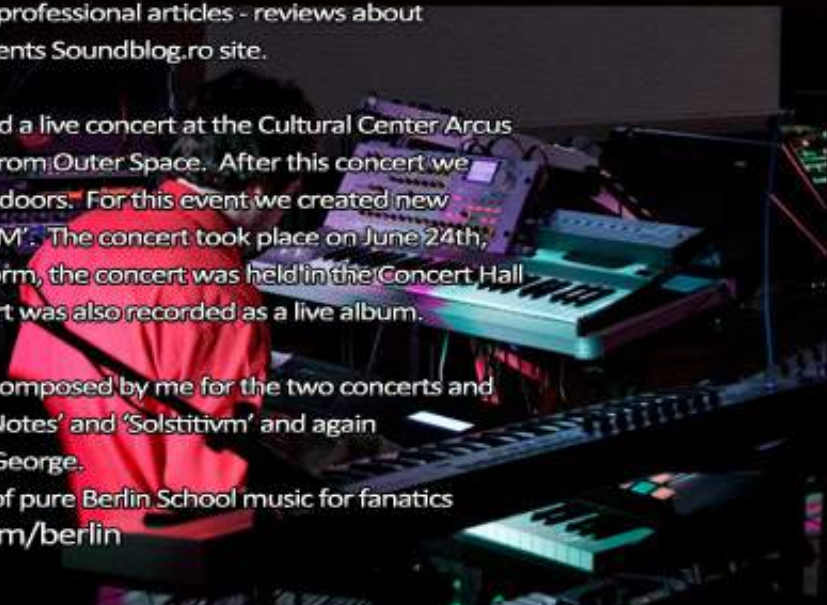 professional articles - reviews about
ents Soundblog.ro site.
d a live concert at the Cultural Center Arcus
rom Outer Space. After this concert we
doors. For this event we created new
M'. The concert took place on June 24th,
rm, the concert was held in the Concert Hall
rt was also recorded as a live album.
omposed by me for the two concerts and
Notes' and 'Solstitivm' and again
George.
of pure Berlin School music for fanatics
m/berlin